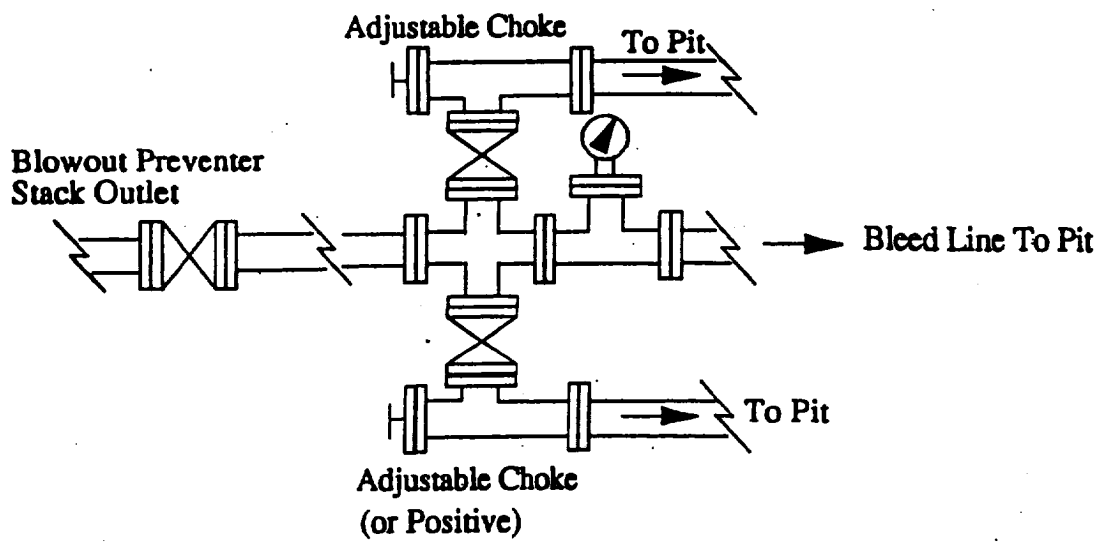 Adjustable Choke
To Pit
Blowout Preventer
Stack Outlet
Bleed Line To Pit
To Pit
Adjustable Choke
(or Positive)